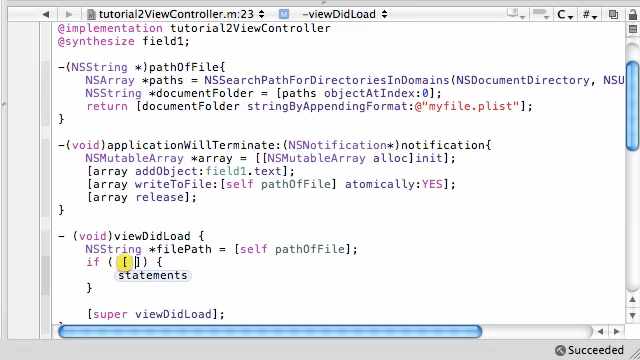 tutorial2ViewController.m:23 -viewDidLoad C #
@implementation tutorial2ViewController
@synthesize field1;
-(NSString *)pathOfFile{
NSArray *paths = NSSearchPathForDirectoriesInDomains(NSDocumentDirectory, NSU
NSString *documentFolder = [paths objectAtIndex:0];
return [documentFolder stringByAppendingFormat:@"myfile.plist"];
}
-(void)applicationWillTerminate:(NSNotification*)notification{
NSMutableArray *array = [[NSMutableArray alloc]init];
[array addObject:field1.text];
[array writeToFile:[self pathOfFile] atomically:YES];
[array release];
}
- (void)viewDidLoad {
NSString *filePath = [self pathOfFile];
if ( [ ]) {
statements
}
[super viewDidLoad];
Succeeded